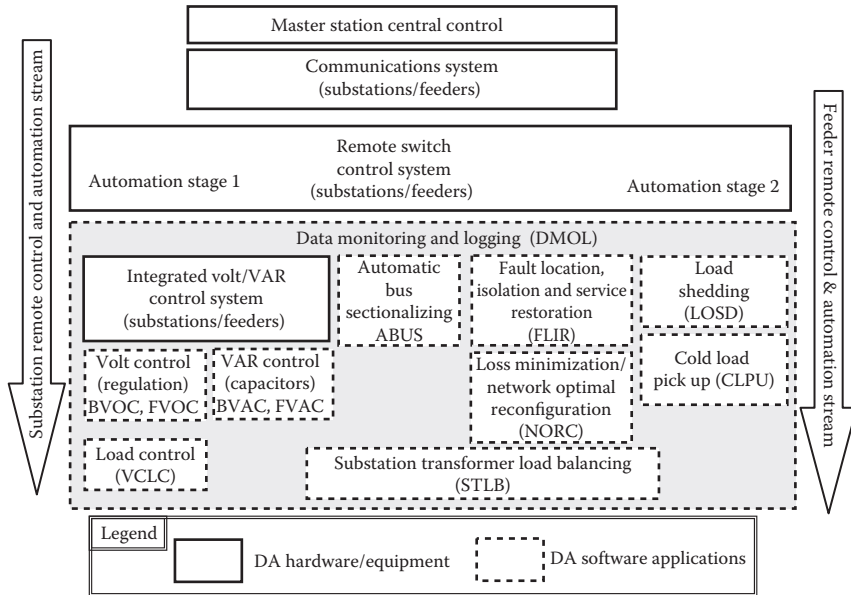 Master station central control
Communications system
(substations/feeders)
Substation remote control and automation stream
Feeder remote control & automation stream
Remote switch
control system
(substations/feeders)
Automation stage 1
Automation stage 2
Data monitoring and logging (DMOL)
Integrated volt/VAR
control system
(substations/feeders)
Automatic
bus
sectionalizing
ABUS
Fault location,
isolation and service
restoration
(FLIR)
Load
shedding
(LOSD)
Volt control
(regulation)
BVOC, FVOC
VAR control
(capacitors)
BVAC, FVAC
Loss minimization/
network optimal
reconfiguration
(NORC)
Cold load
pick up (CLPU)
Load control
(VCLC)
Substation transformer load balancing
(STLB)
Legend
DA hardware/equipment
DA software applications